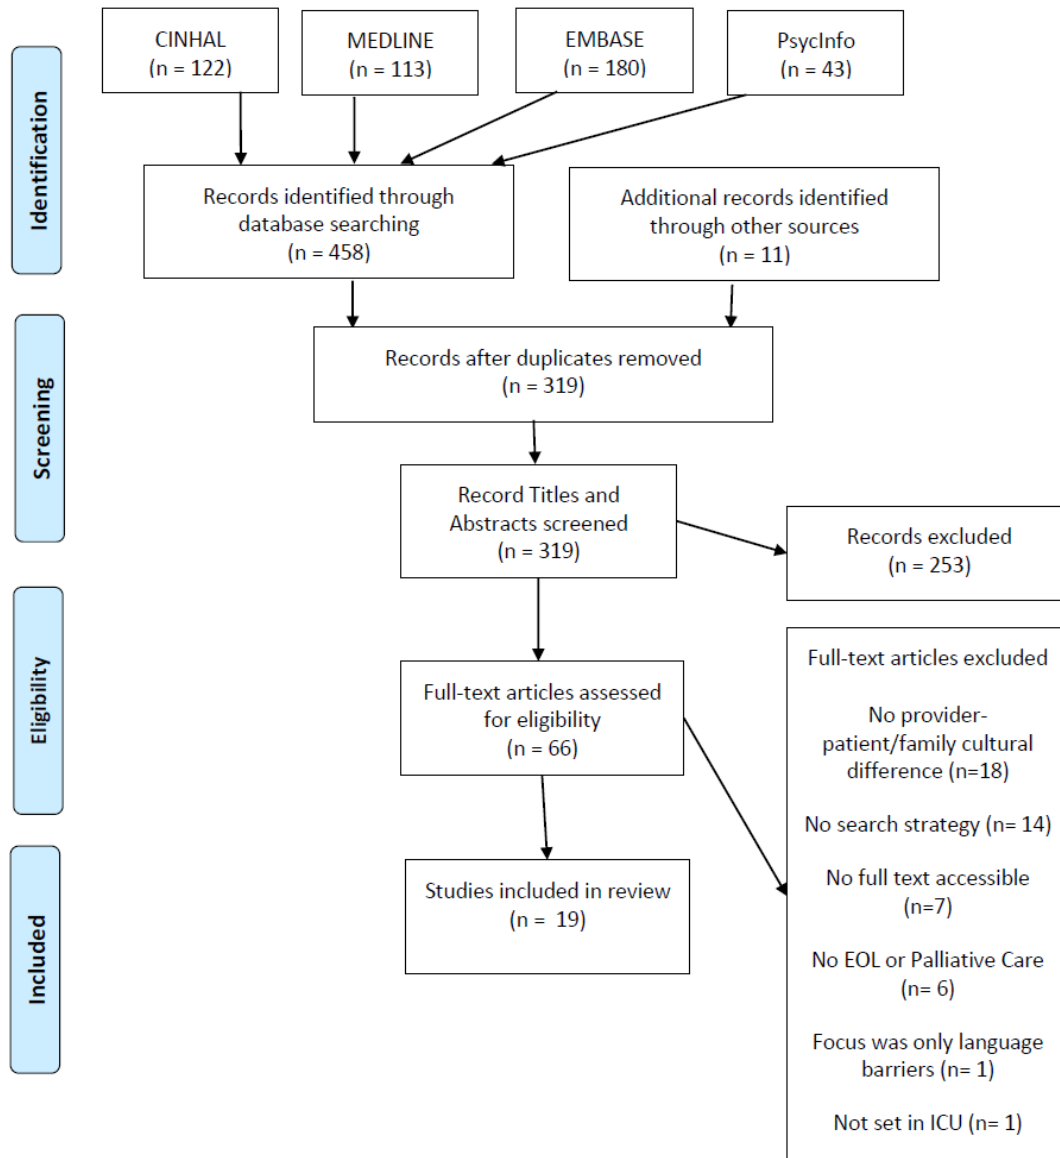 CINHAL
(n = 122)
MEDLINE
(n = 113)
EMBASE
(n = 180)
PsycInfo
(n = 43)
Identification
Records identified through
database searching
(n = 458)
Additional records identified
through other sources
(n = 11)
Screening
Records after duplicates removed
(n = 319)
Record Titles and
Abstracts screened
(n = 319)
Records excluded
(n = 253)
Eligibility
Full-text articles assessed
for eligibility
(n = 66)
Full-text articles excluded
No provider-
patient/family cultural
difference (n=18)
No search strategy (n= 14)
No full text accessible
(n=7)
No EOL or Palliative Care
(n= 6)
Focus was only language
barriers (n= 1)
Not set in ICU (n= 1)
Included
Studies included in review
(n = 19)